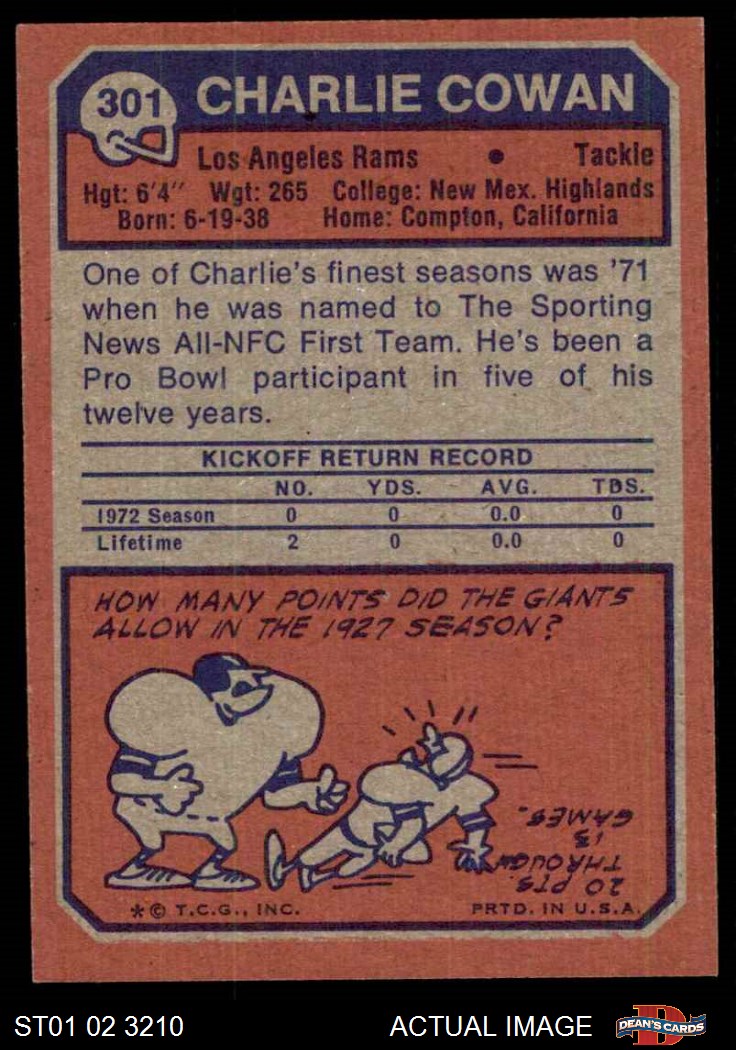 301
CHARLIE COWAN
Los Angeles Rams • Tackle
Hgt: 6'4" Wgt: 265 College: New Mex. Highlands
Born: 6-19-38 Home: Compton, California
One of Charlie's finest seasons was '71
when he was named to The Sporting
News All-NFC First Team. He's been a
Pro Bowl participant in five of his
twelve years.
KICKOFF RETURN RECORD
NO. YDS. AVG. TDS.
1972 Season 0 0 0.0 0
Lifetime 2 0 0.0 0
HOW MANY POINTS DID THE GIANTS
ALLOW IN THE 1927 SEASON?
20 PTS.
THROUGH
13
GAMES.
*© T.C.G., INC. PRTD. IN U.S.A.
ST01 02 3210 ACTUAL IMAGE
D
DEAN'S CARDS